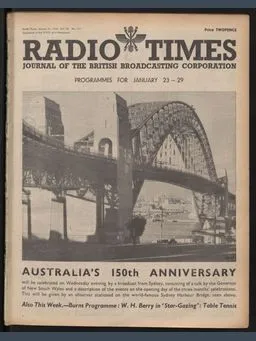 Price TWOPENCE
RADIO TIMES
JOURNAL OF THE BRITISH BROADCASTING CORPORATION
PROGRAMMES FOR JANUARY 23—29
AUSTRALIA'S 150th ANNIVERSARY
will be celebrated on Wednesday evening by a broadcast from Sydney, consisting of a talk by the Governor
of New South Wales and a description of the events on the opening day of the three months' celebrations.
This will be given by an observer stationed on the world-famous Sydney Harbour Bridge, seen above.
Also This Week.—Burns Programme : W. H. Berry in "Star-Gazing" : Table Tennis